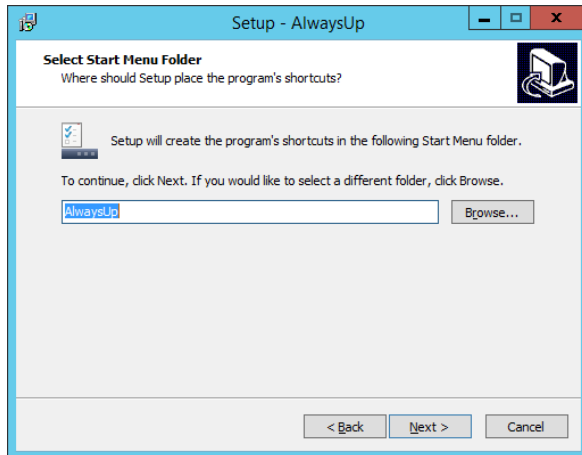 Setup - AlwaysUp
Select Start Menu Folder
Where should Setup place the program's shortcuts?
Setup will create the program's shortcuts in the following Start Menu folder.
To continue, click Next. If you would like to select a different folder, click Browse.
AlwaysUp
Browse...
< Back
Next >
Cancel